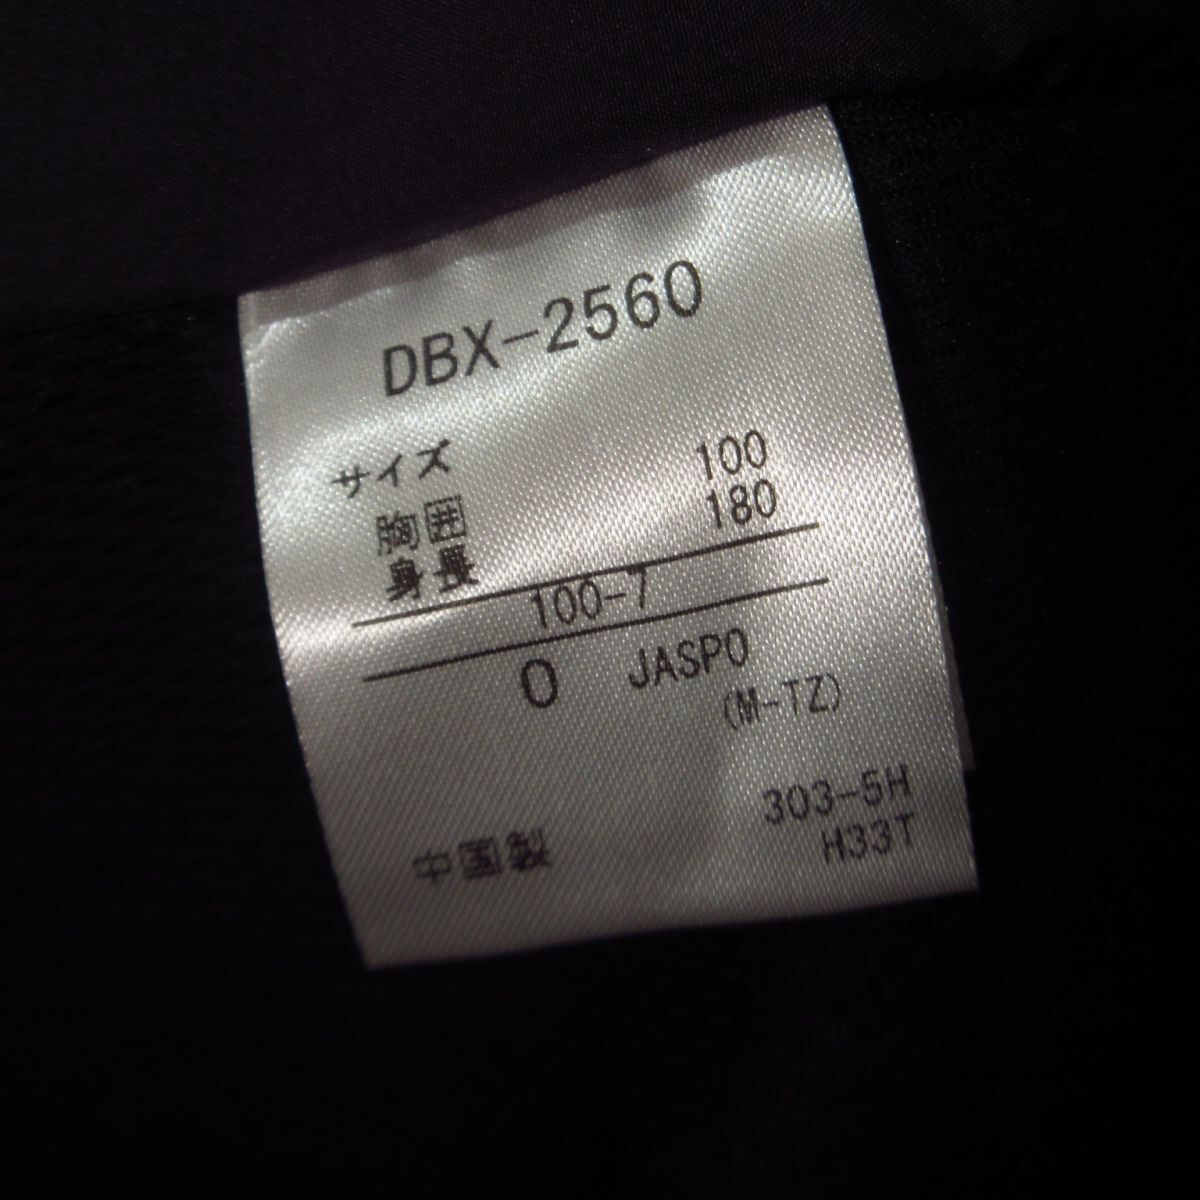 DBX-2560
サイズ
胸囲 100
身長 180
100-7
O JASPO
(M-TZ)
303-5H
中国製 H33T